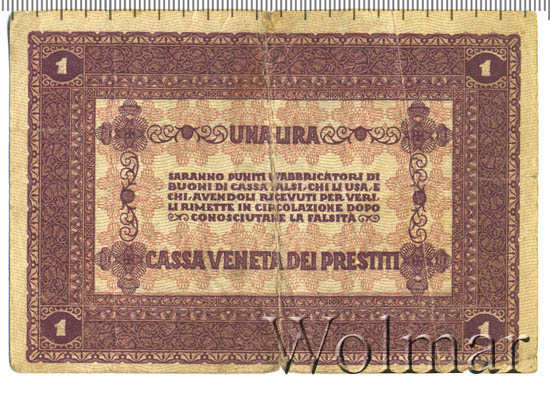 1 1
UNA LIRA
SARANNO PUNITI I FABBRICATORI DI
BUONI DI CASSA FALSI, CHI LI USA, E
CHI, AVENDOLI RICEVUTI PER VERI,
LI RIMETTE IN CIRCOLAZIONE DOPO
CONOSCIUTANE LA FALSITÀ
CASSA VENETA DEI PRESTITI
1 1
Wolmar